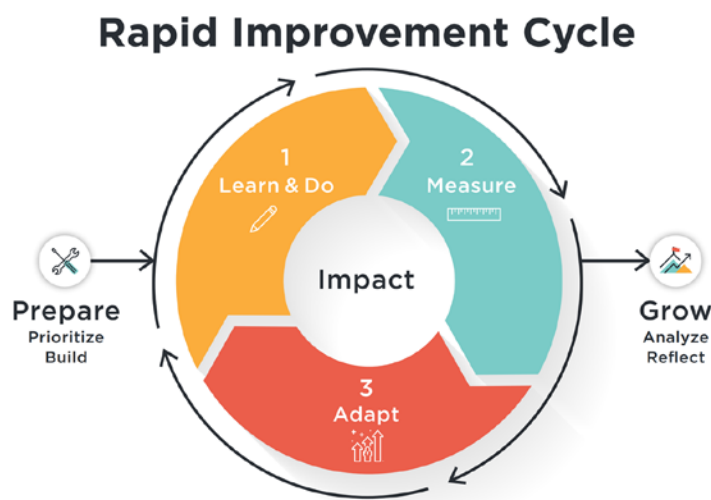 Rapid Improvement Cycle
1
Learn & Do
2
Measure
Impact
Prepare
Prioritize
Build
Grow
Analyze
Reflect
3
Adapt